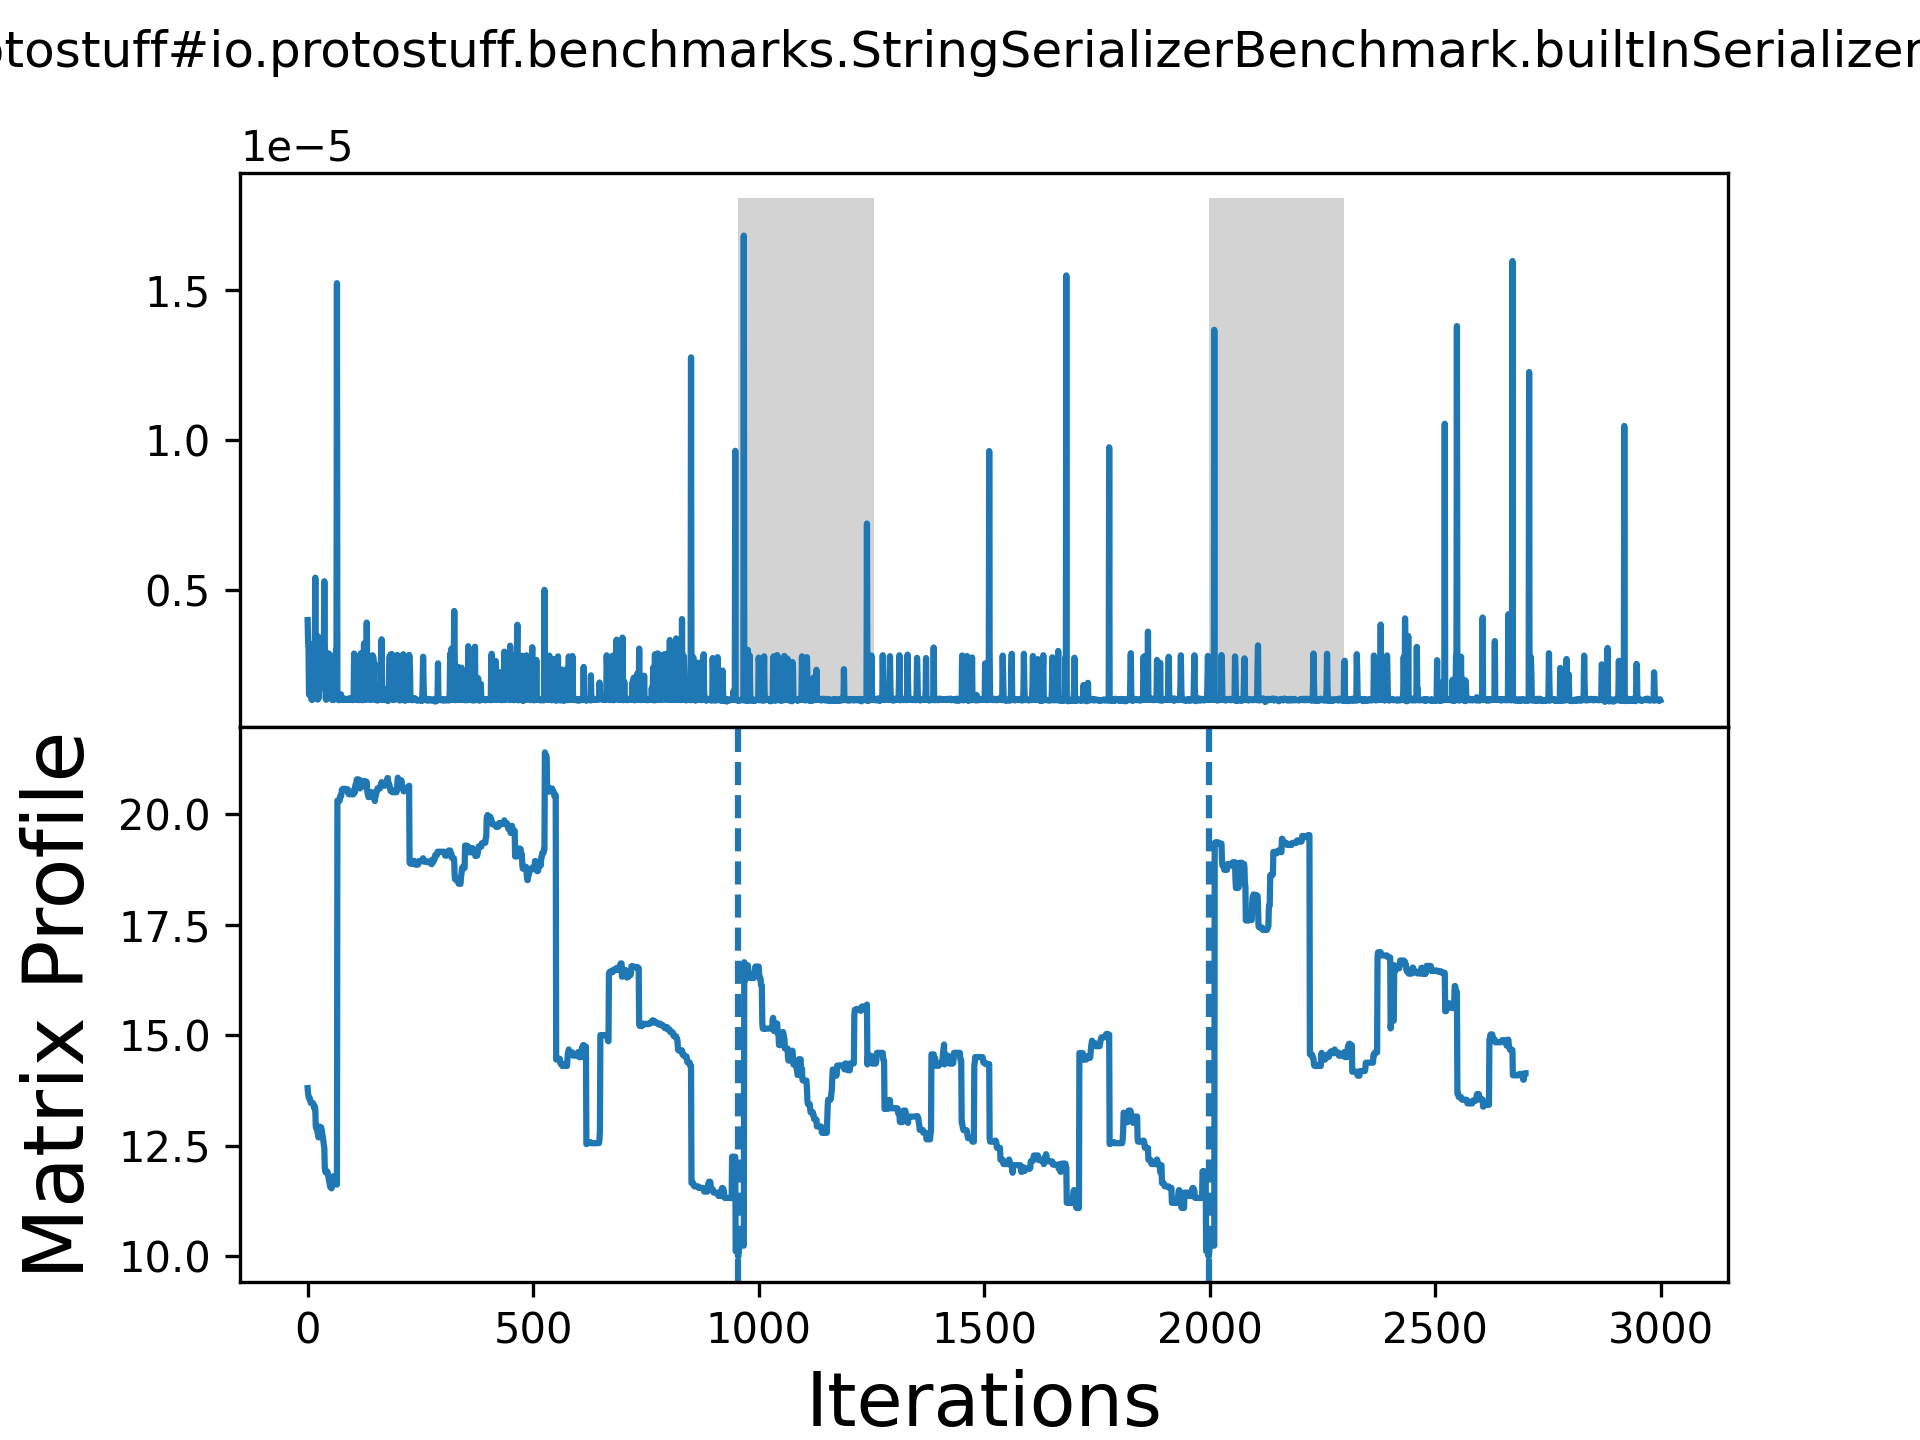 tostuff#io.protostuff.benchmarks.StringSerializerBenchmark.builtInSerializer
1e−5
1.5
1.0
0.5
Matrix Profile
20.0
17.5
15.0
12.5
10.0
0 500 1000 1500 2000 2500 3000
Iterations